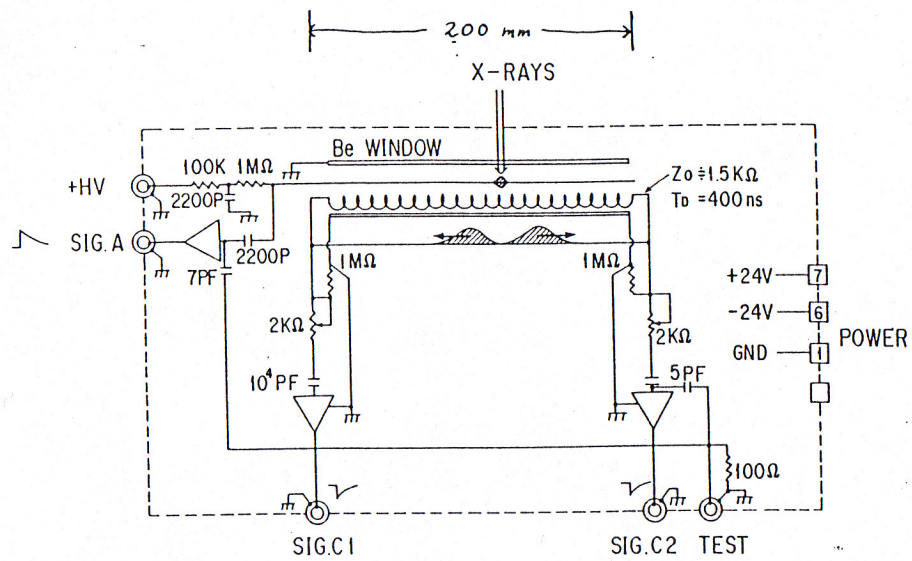 200 mm
X-RAYS
Be WINDOW
100K 1MΩ
+HV
2200P
Zo≑1.5KΩ
TD =400ns
SIG.A
2200P
7PF
1MΩ
1MΩ
+24V 7
-24V 6
POWER
GND 1
2KΩ
2KΩ
10⁴PF
5PF
100Ω
SIG.C1
SIG.C2 TEST